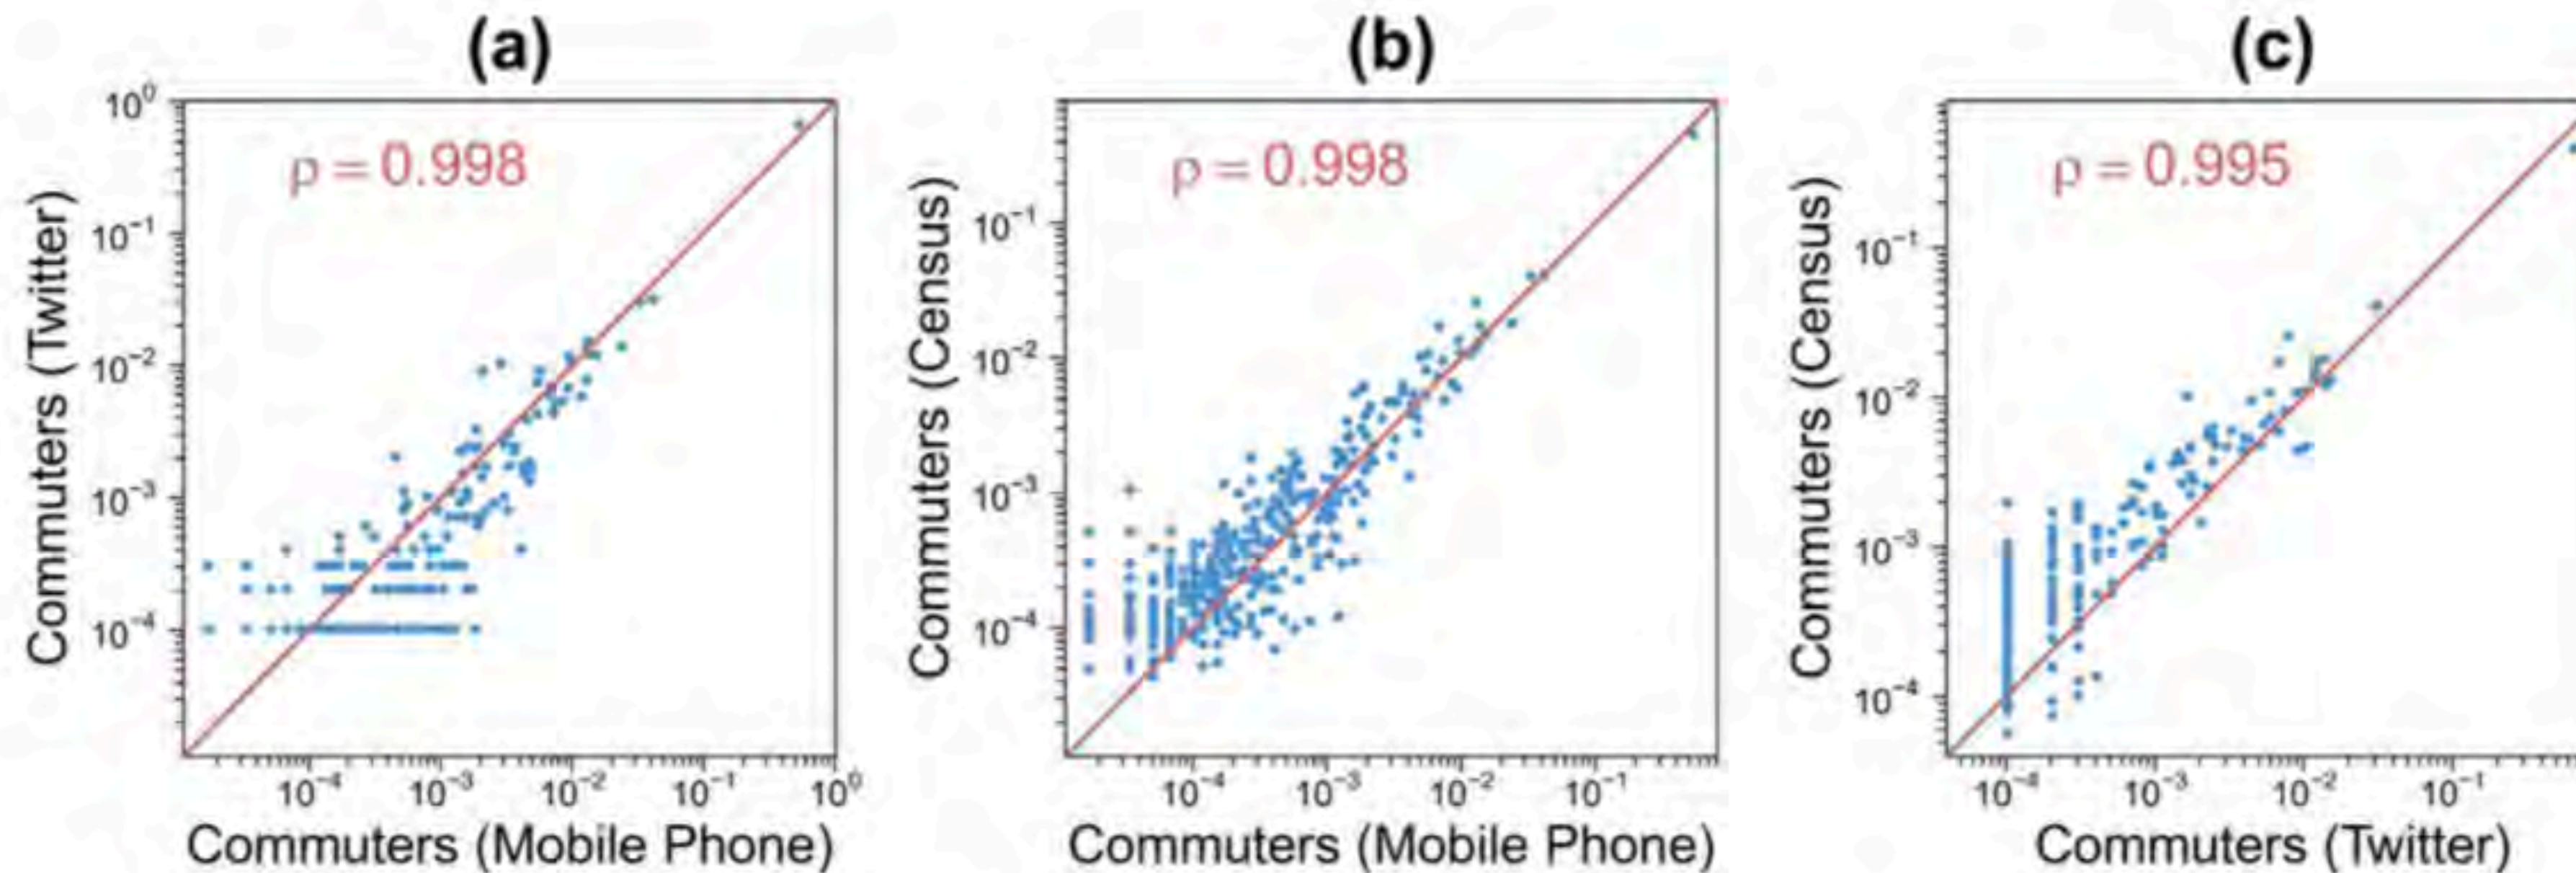 (a)
(b)
(c)
ρ = 0.998
ρ = 0.998
ρ = 0.995
Commuters (Twitter)
10⁰
10⁻¹
10⁻²
10⁻³
10⁻⁴
10⁻⁴ 10⁻³ 10⁻² 10⁻¹ 10⁰
Commuters (Mobile Phone)
Commuters (Census)
10⁻¹
10⁻²
10⁻³
10⁻⁴
10⁻⁴ 10⁻³ 10⁻² 10⁻¹
Commuters (Mobile Phone)
Commuters (Census)
10⁻¹
10⁻²
10⁻³
10⁻⁴
10⁻⁴ 10⁻³ 10⁻² 10⁻¹
Commuters (Twitter)